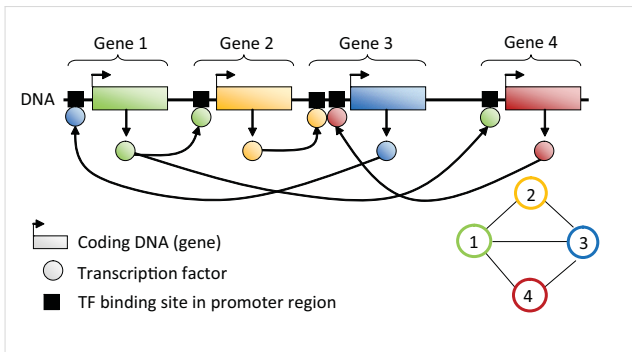 Gene 1 Gene 2 Gene 3 Gene 4
DNA
Coding DNA (gene)
Transcription factor
TF binding site in promoter region
2
1 3
4